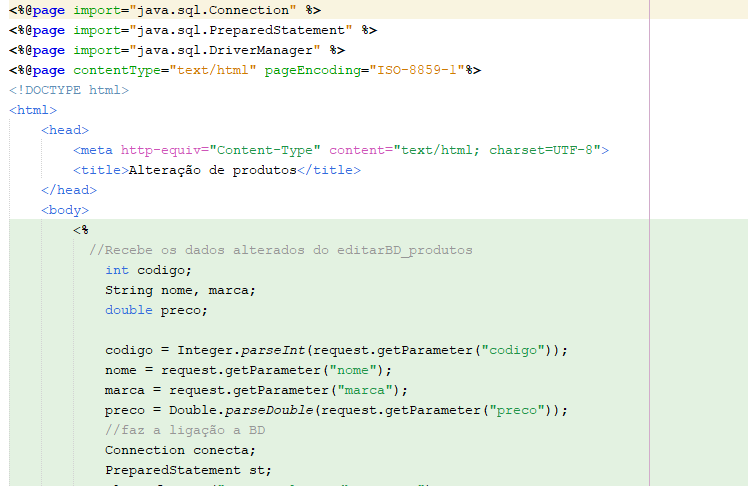 <%@page import="java.sql.Connection" %>
<%@page import="java.sql.PreparedStatement" %>
<%@page import="java.sql.DriverManager" %>
<%@page contentType="text/html" pageEncoding="ISO-8859-1"%>
<!DOCTYPE html>
<html>
    <head>
        <meta http-equiv="Content-Type" content="text/html; charset=UTF-8">
        <title>Alteração de produtos</title>
    </head>
    <body>
        <%
          //Recebe os dados alterados do editarBD_produtos
            int codigo;
            String nome, marca;
            double preco;

            codigo = Integer.parseInt(request.getParameter("codigo"));
            nome = request.getParameter("nome");
            marca = request.getParameter("marca");
            preco = Double.parseDouble(request.getParameter("preco"));
            //faz a ligação a BD
            Connection conecta;
            PreparedStatement st;